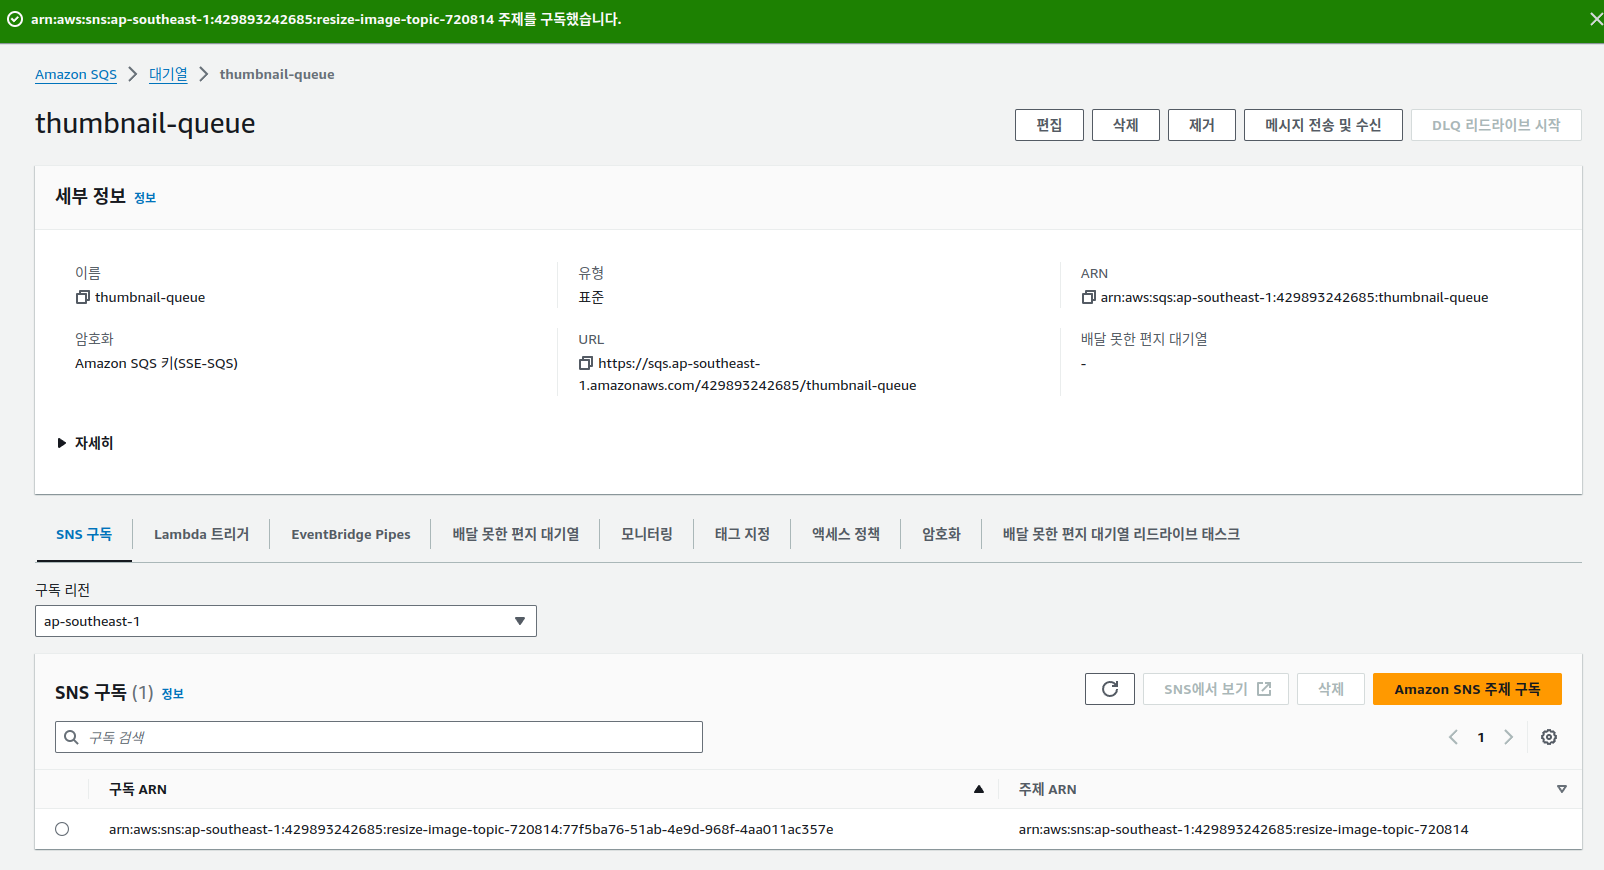 arn:aws:sns:ap-southeast-1:429893242685:resize-image-topic-720814 주제를 구독했습니다.
Amazon SQS > 대기열 > thumbnail-queue
thumbnail-queue
편집 삭제 제거 메시지 전송 및 수신 DLQ 리드라이브 시작
세부 정보 정보
이름 유형 ARN
thumbnail-queue 표준 arn:aws:sqs:ap-southeast-1:429893242685:thumbnail-queue
암호화 URL 배달 못한 편지 대기열
Amazon SQS 키(SSE-SQS) https://sqs.ap-southeast- -
1.amazonaws.com/429893242685/thumbnail-queue
자세히
SNS 구독 Lambda 트리거 EventBridge Pipes 배달 못한 편지 대기열 모니터링 태그 지정 액세스 정책 암호화 배달 못한 편지 대기열 리드라이브 태스크
구독 리전
ap-southeast-1
SNS 구독 (1) 정보 SNS에서 보기 삭제 Amazon SNS 주제 구독
구독 검색 1
구독 ARN 주제 ARN
arn:aws:sns:ap-southeast-1:429893242685:resize-image-topic-720814:77f5ba76-51ab-4e9d-968f-4aa011ac357e arn:aws:sns:ap-southeast-1:429893242685:resize-image-topic-720814